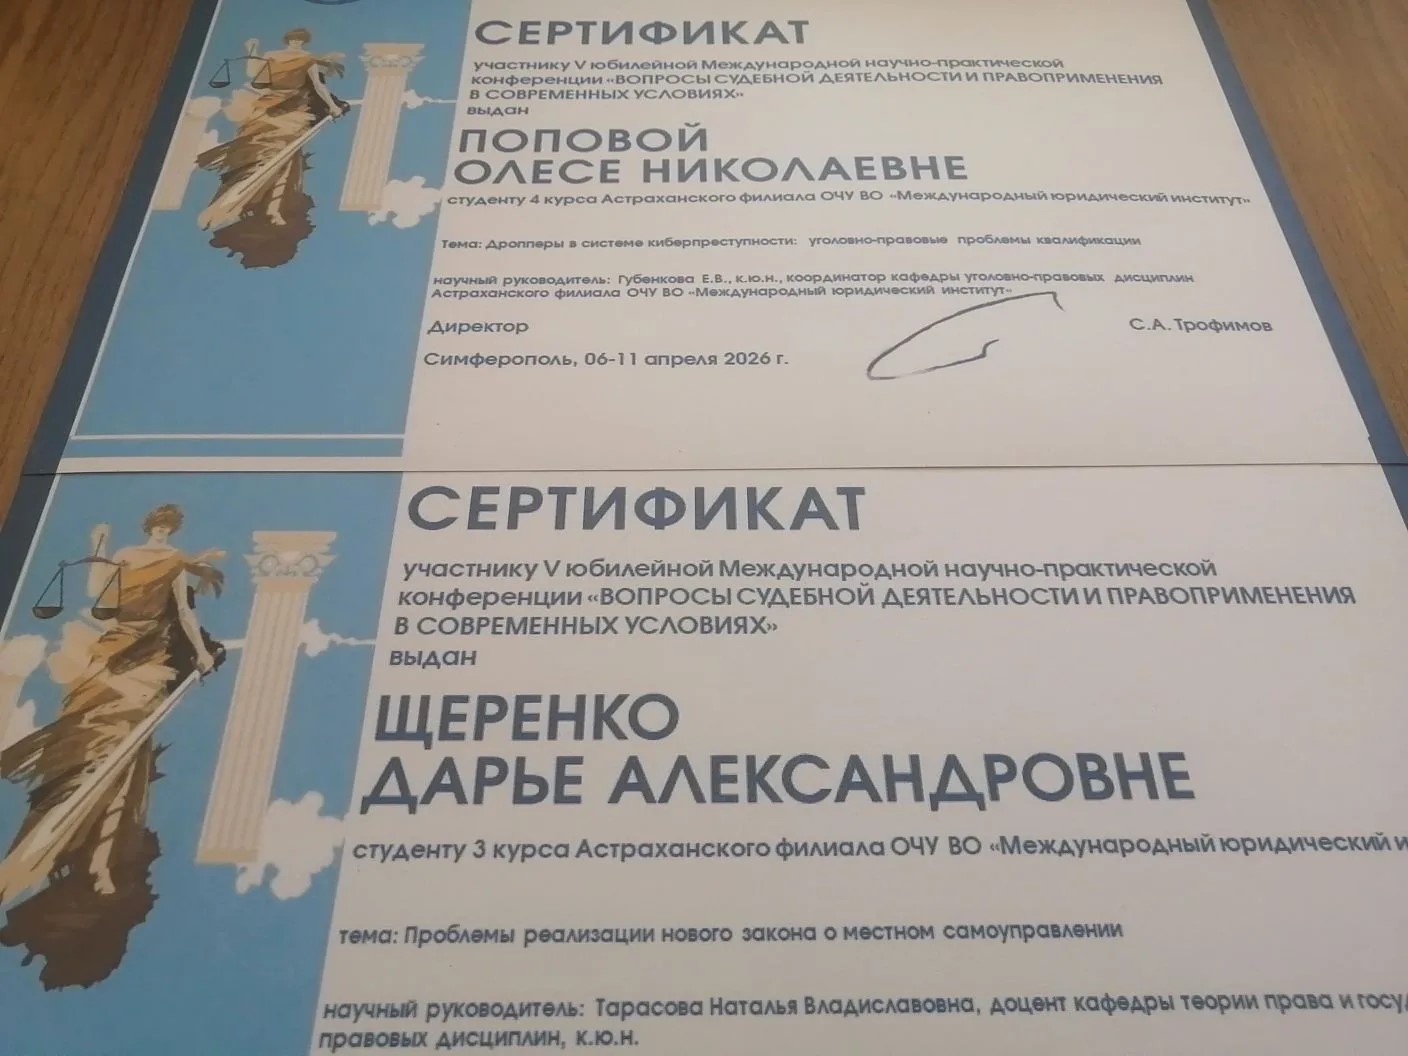 СЕРТИФИКАТ
участнику V юбилейной Международной научно-практической
конференции «ВОПРОСЫ СУДЕБНОЙ ДЕЯТЕЛЬНОСТИ И ПРАВОПРИМЕНЕНИЯ
В СОВРЕМЕННЫХ УСЛОВИЯХ»
выдан
ПОПОВОЙ
ОЛЕСЕ НИКОЛАЕВНЕ
студенту 4 курса Астраханского филиала ОЧУ ВО «Международный юридический институт»
Тема: Дропперы в системе киберпреступности: уголовно-правовые проблемы квалификации
научный руководитель: Губенкова Е.В., к.ю.н., координатор кафедры уголовно-правовых дисциплин
Астраханского филиала ОЧУ ВО «Международный юридический институт»
Директор
С.А. Трофимов
Симферополь, 06-11 апреля 2026 г.
СЕРТИФИКАТ
участнику V юбилейной Международной научно-практической
конференции «ВОПРОСЫ СУДЕБНОЙ ДЕЯТЕЛЬНОСТИ И ПРАВОПРИМЕНЕНИЯ
В СОВРЕМЕННЫХ УСЛОВИЯХ»
выдан
ЩЕРЕНКО
ДАРЬЕ АЛЕКСАНДРОВНЕ
студенту 3 курса Астраханского филиала ОЧУ ВО «Международный юридический и
тема: Проблемы реализации нового закона о местном самоуправлении
научный руководитель: Тарасова Наталья Владиславовна, доцент кафедры теории права и госу
правовых дисциплин, к.ю.н.